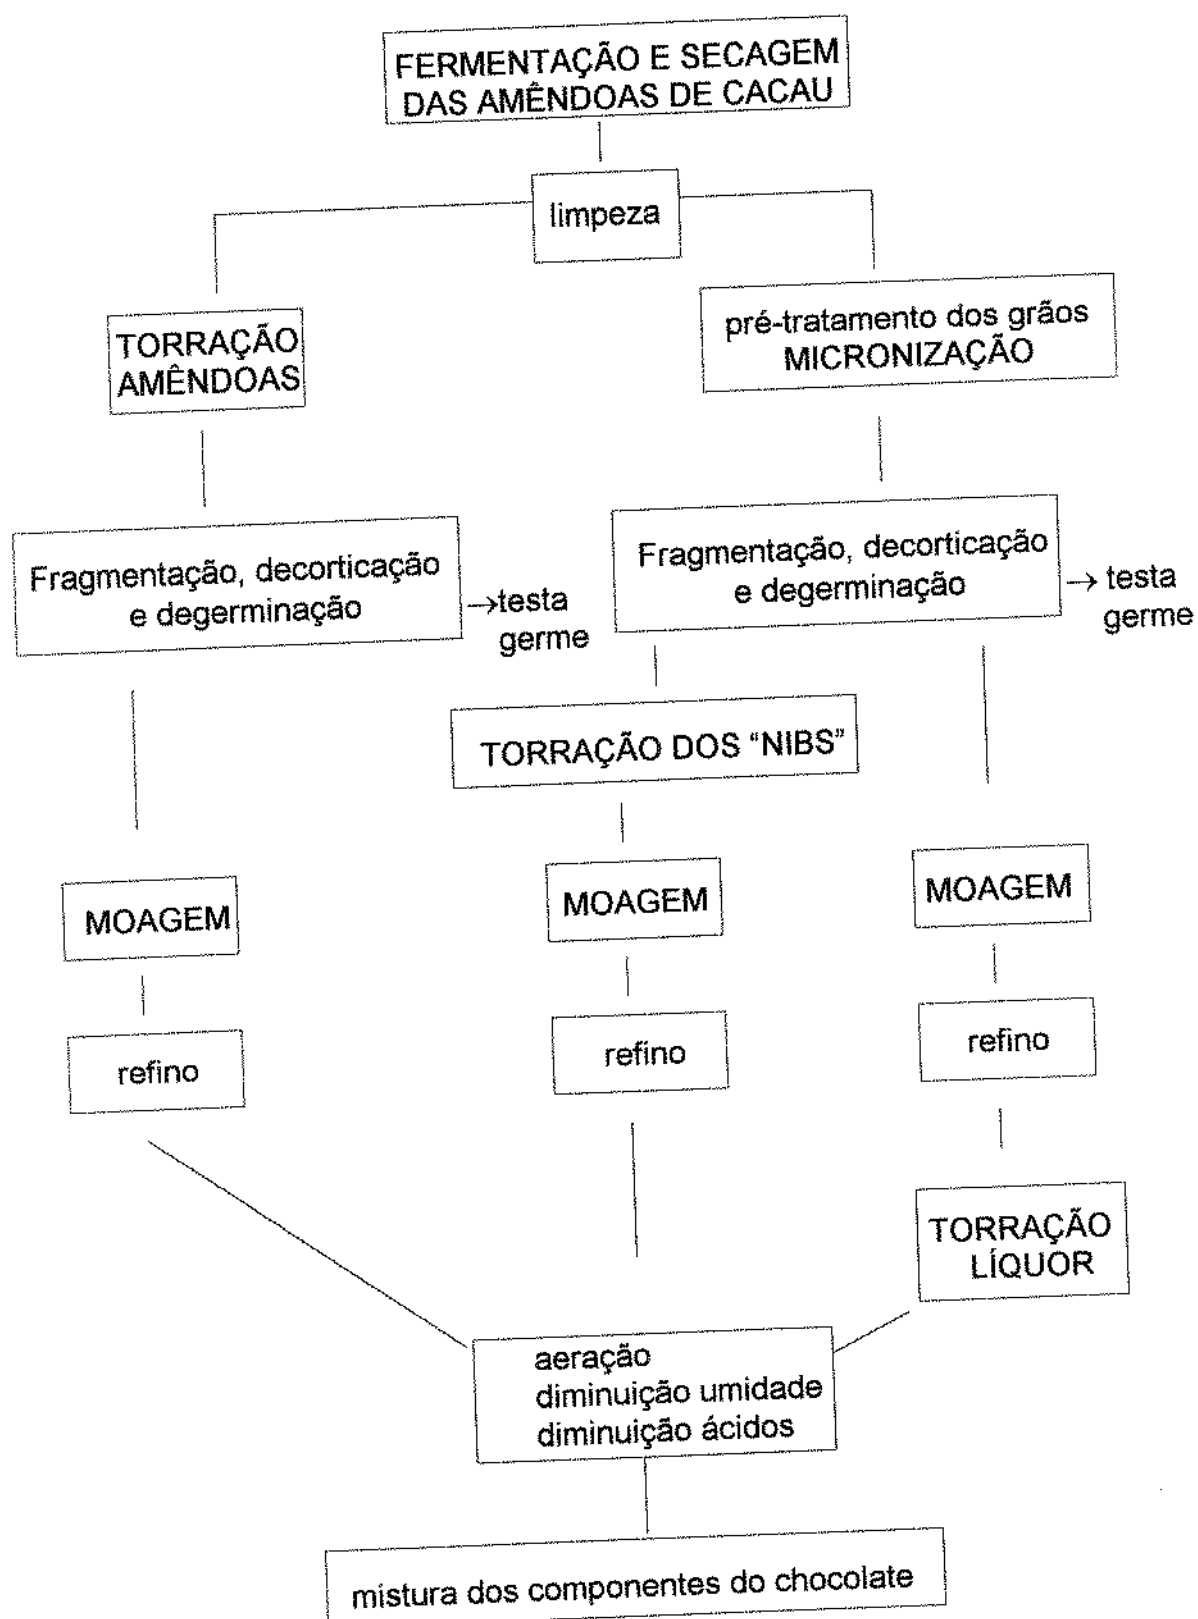 FERMENTAÇÃO E SECAGEM
DAS AMÊNDOAS DE CACAU
limpeza
TORRAÇÃO
AMÊNDOAS
pré-tratamento dos grãos
MICRONIZAÇÃO
Fragmentação, decorticação
e degerminação
→testa
germe
Fragmentação, decorticação
e degerminação
→ testa
germe
TORRAÇÃO DOS “NIBS”
MOAGEM
MOAGEM
MOAGEM
refino
refino
refino
TORRAÇÃO
LÍQUOR
aeração
diminuição umidade
diminuição ácidos
mistura dos componentes do chocolate